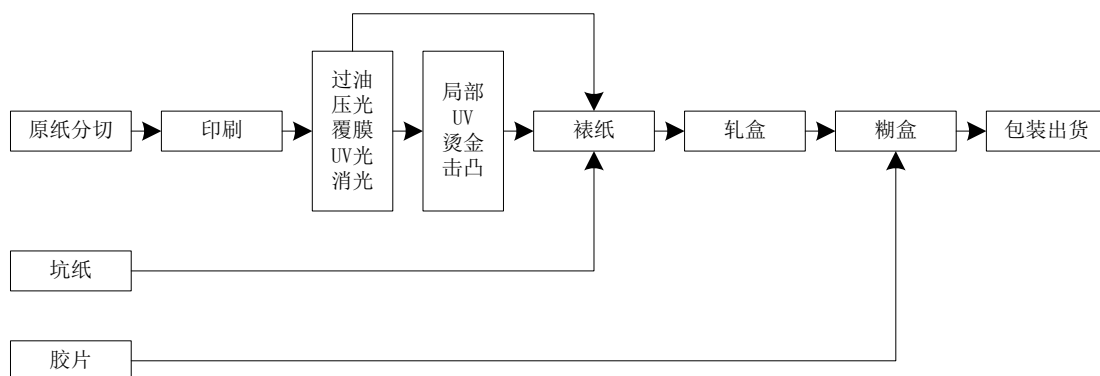 原纸分切
印刷
过油
压光
覆膜
UV光
消光
局部
UV
烫金
击凸
裱纸
轧盒
糊盒
包装出货
坑纸
胶片